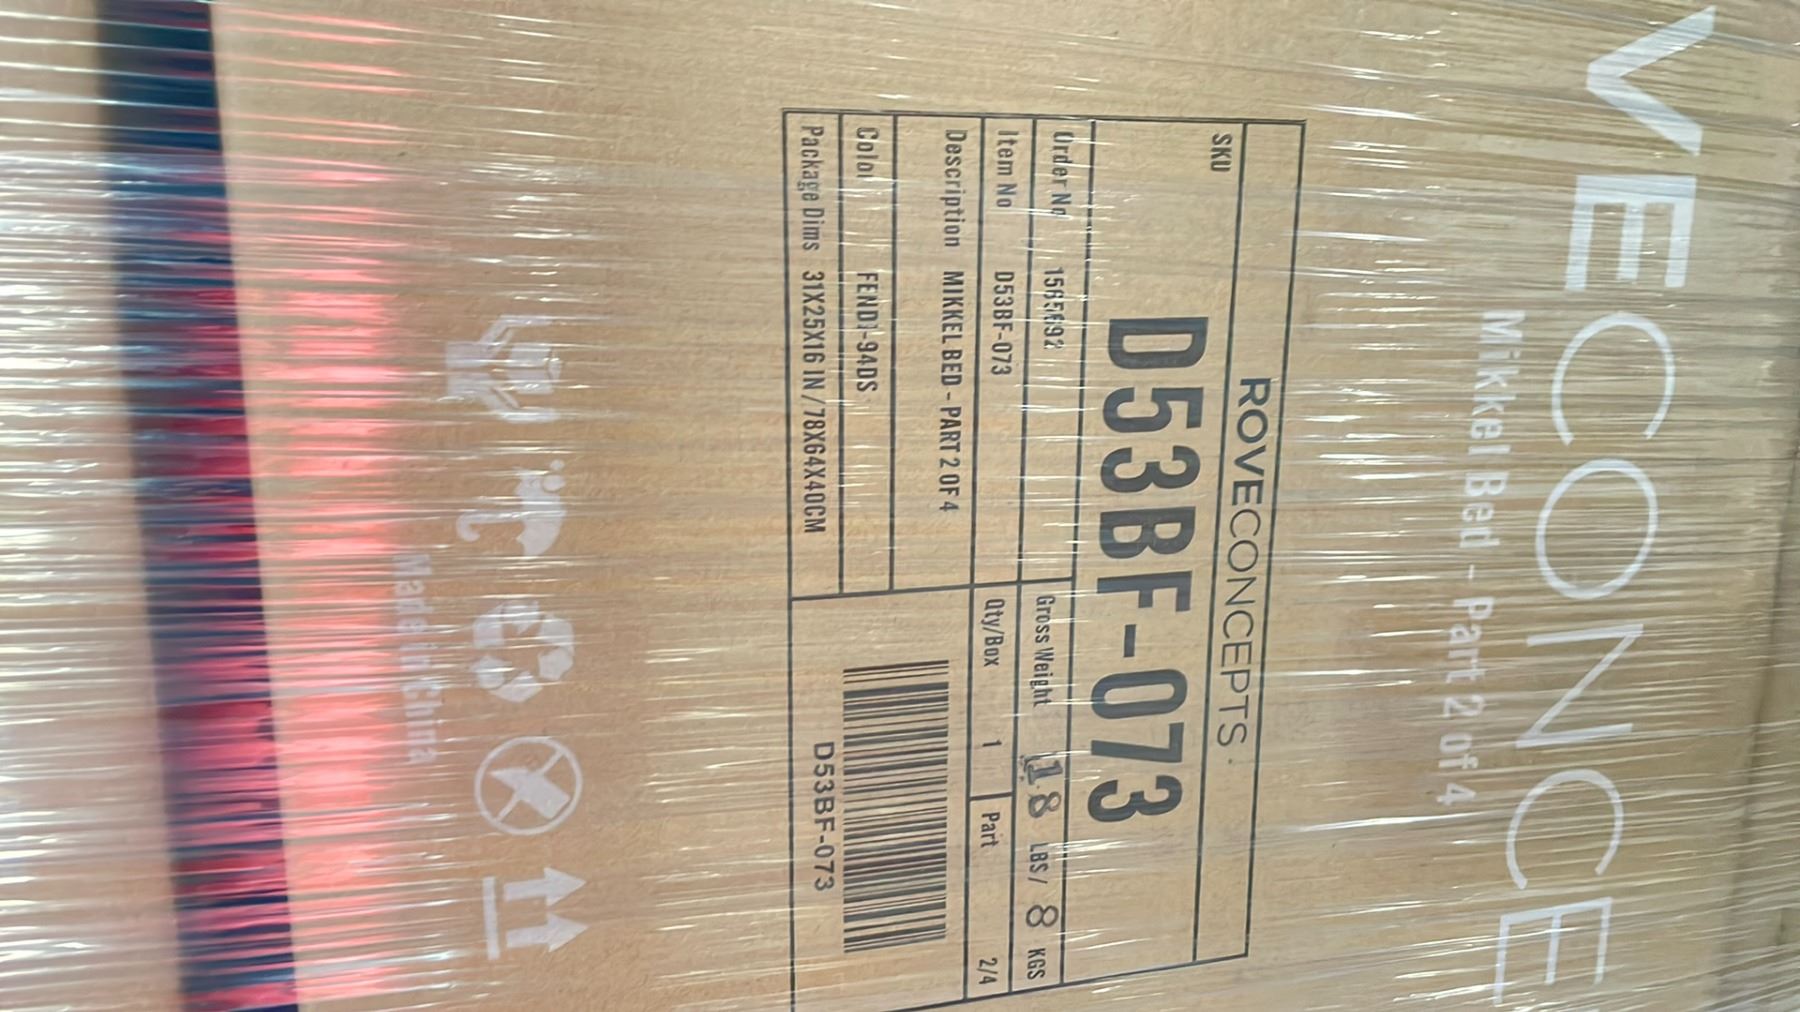 VECONCE
Mikkel Bed - Part 2 of 4
ROVECONCEPTS.
SKU
D53BF-073
Order No
Gross Weight 18 LBS/ 8 KGS
Item No D53BF-073
Qty/Box 1 Part 2/4
Description MIKKEL BED - PART 2 OF 4
Color FENDI-94DS
Package Dims 31X25X16 IN / 78X64X40CM
D53BF-073
Made in China